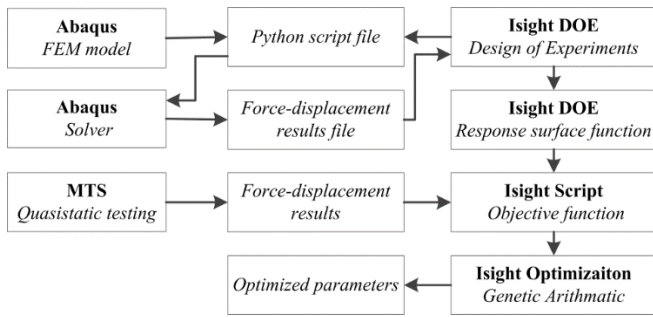 Abaqus
FEM model
Python script file
Isight DOE
Design of Experiments
Abaqus
Solver
Force-displacement
results file
Isight DOE
Response surface function
MTS
Quasistatic testing
Force-displacement
results
Isight Script
Objective function
Optimized parameters
Isight Optimizaiton
Genetic Arithmatic